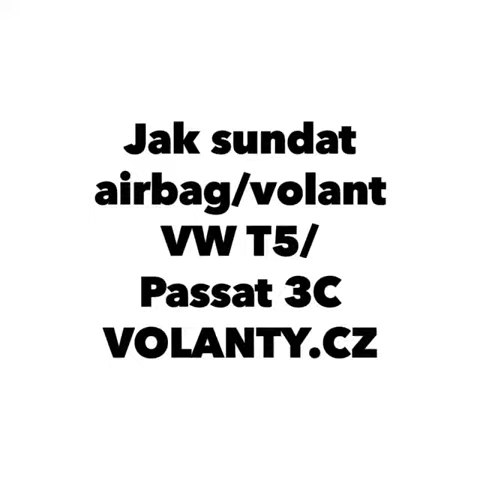 Jak sundat
airbag/volant
VW T5/
Passat 3C
VOLANTY.CZ